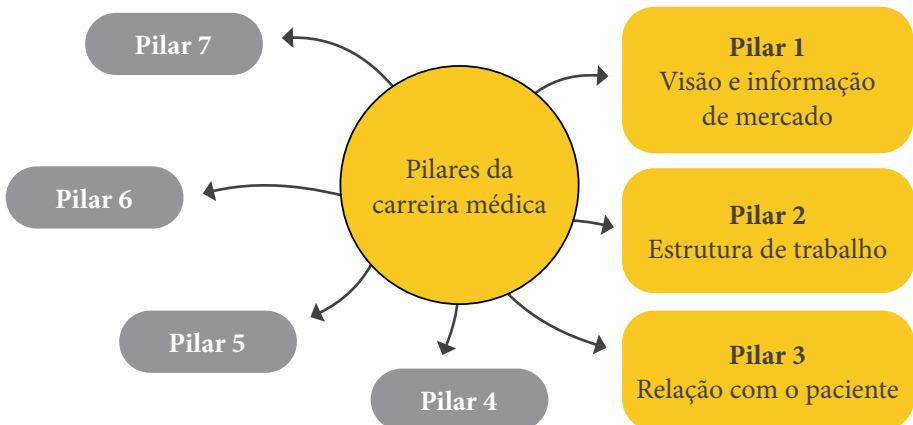 Pilares da
carreira médica
Pilar 1
Visão e informação
de mercado
Pilar 2
Estrutura de trabalho
Pilar 3
Relação com o paciente
Pilar 4
Pilar 5
Pilar 6
Pilar 7